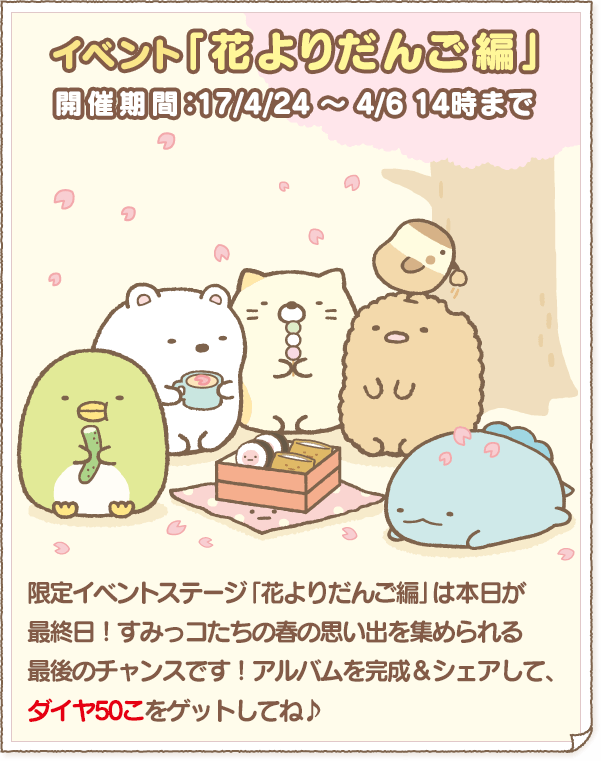 イベント「花よりだんご編」
開催期間:17/4/24 ～ 4/6 14時まで
限定イベントステージ「花よりだんご編」は本日が
最終日！すみっコたちの春の思い出を集められる
最後のチャンスです！アルバムを完成＆シェアして、
ダイヤ50こをゲットしてね♪